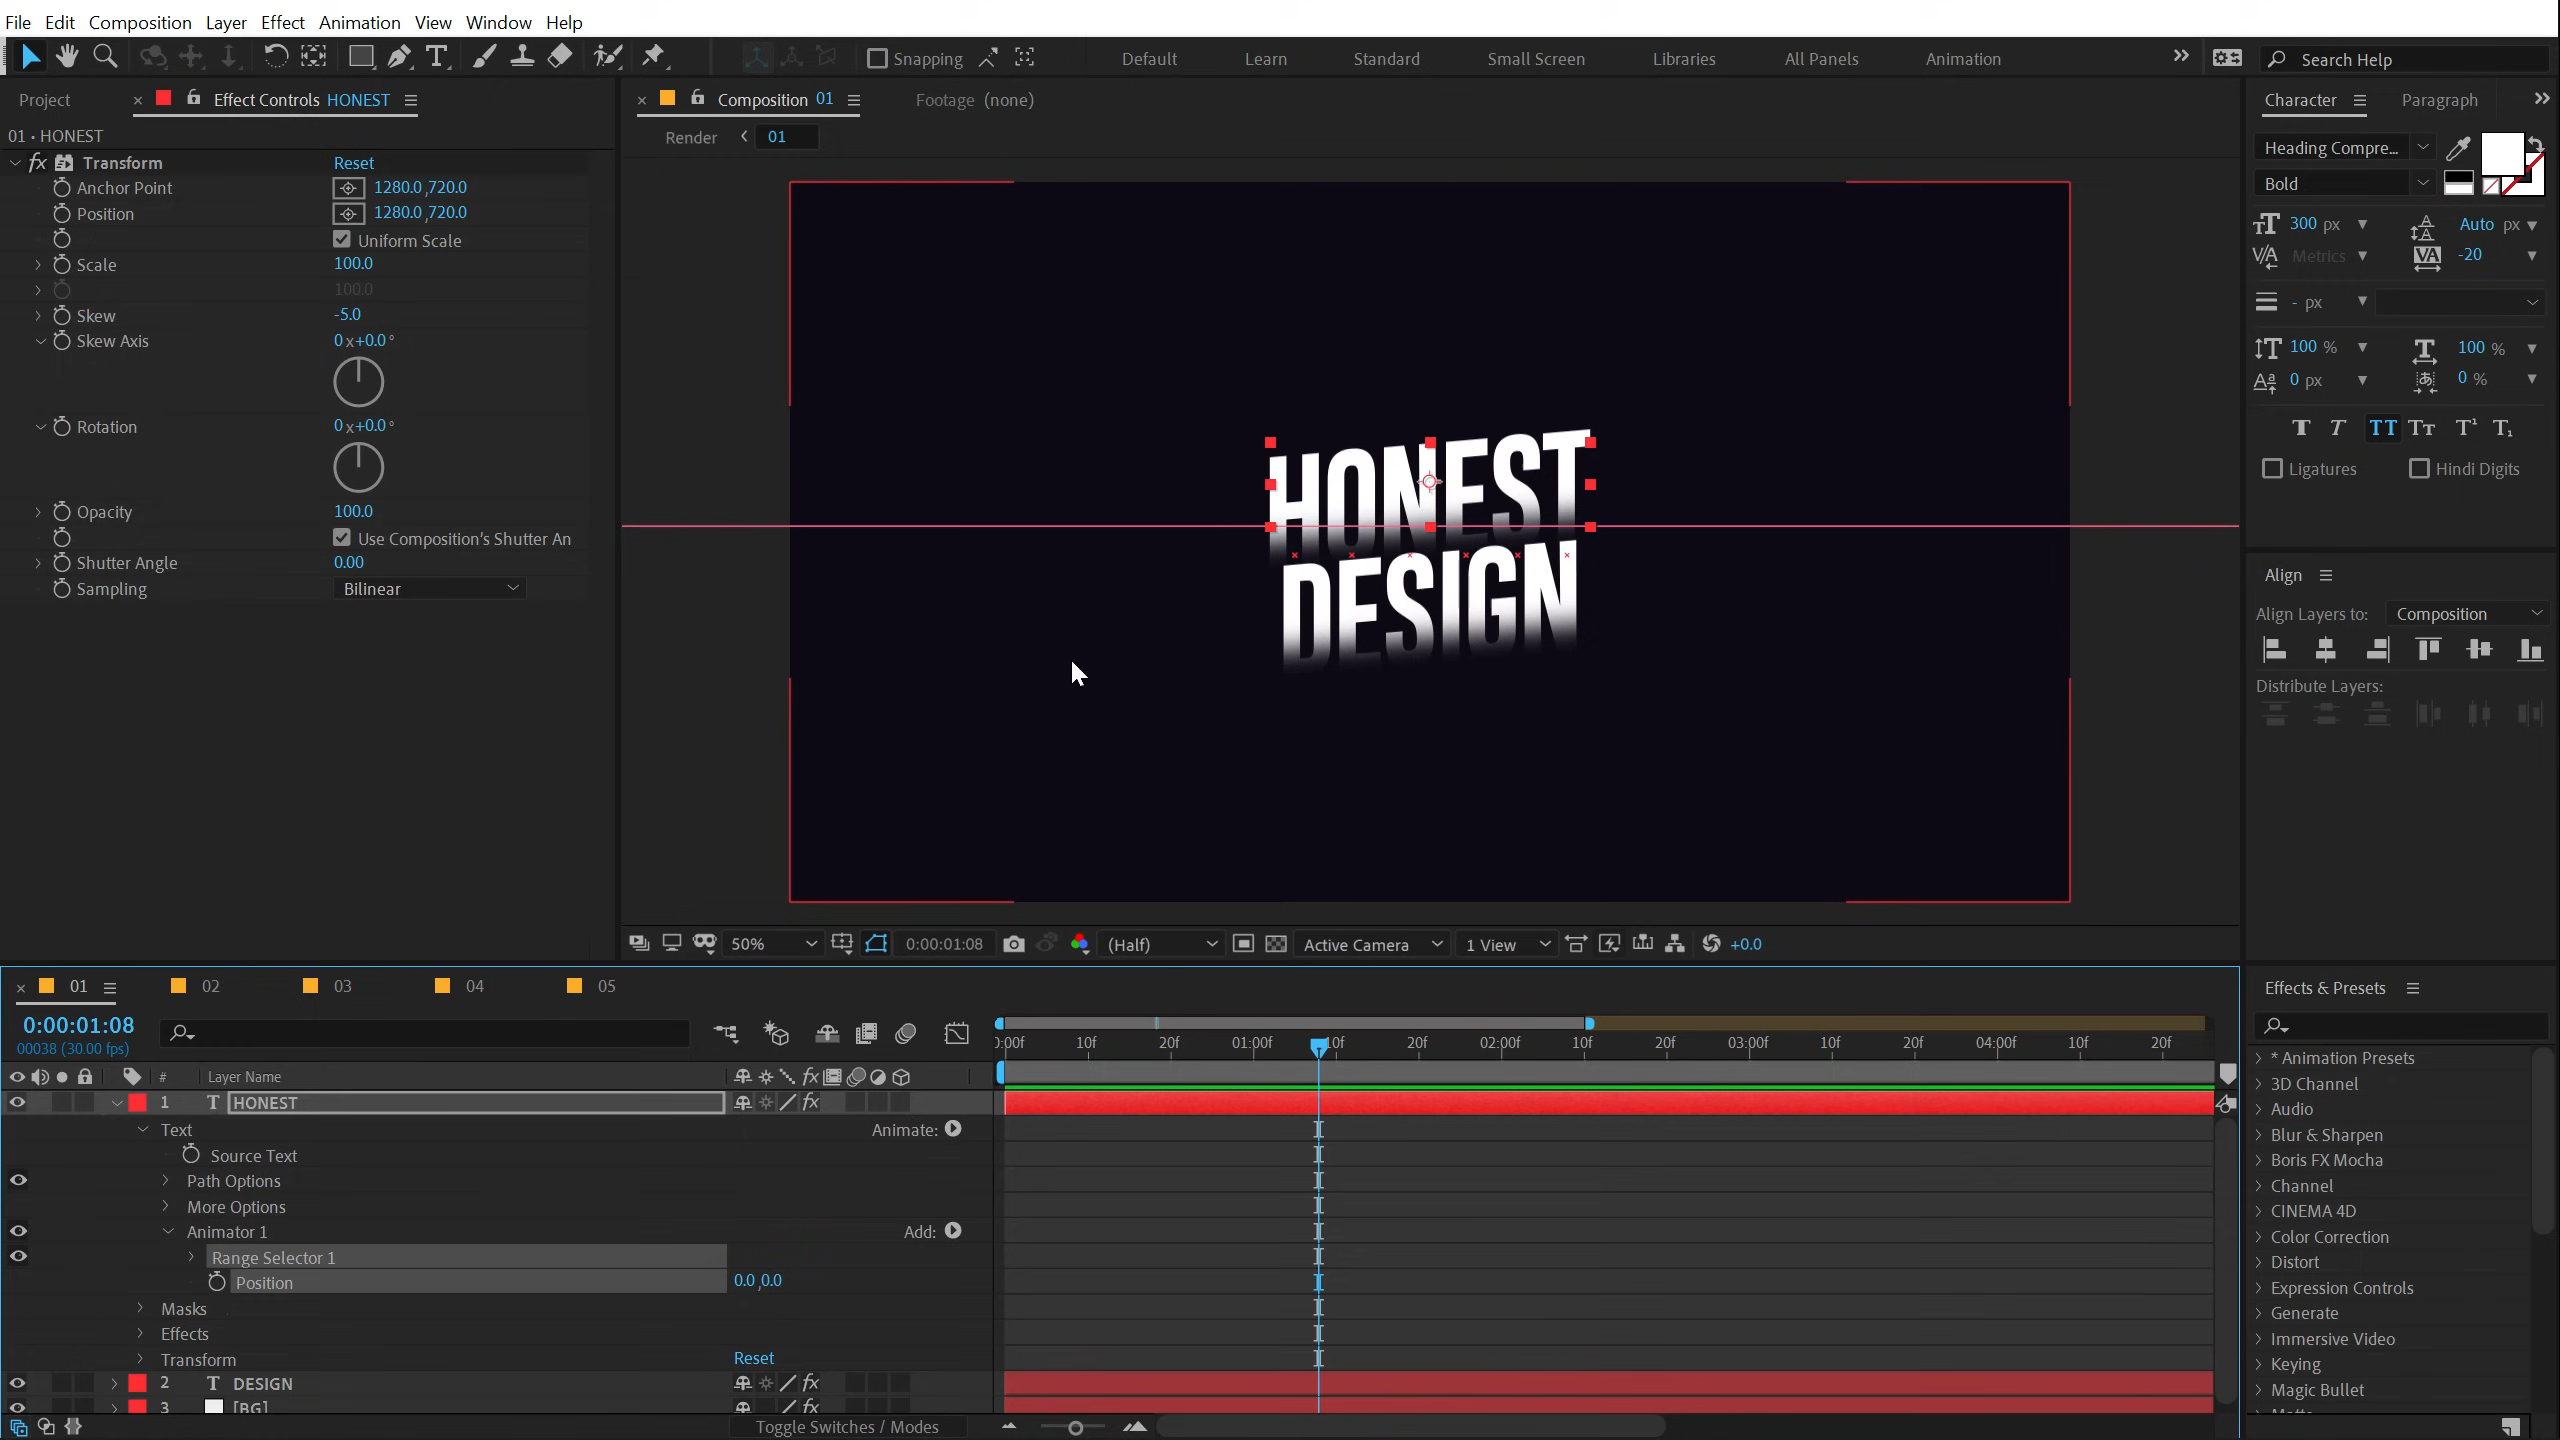 File Edit Composition Layer Effect Animation View Window Help
Snapping Default Learn Standard Small Screen Libraries All Panels Animation Search Help
Project Effect Controls HONEST Composition 01 Footage (none) Character Paragraph
01 • HONEST
Render 01
fx Transform Reset
Anchor Point 1280.0,720.0
Position 1280.0,720.0
Uniform Scale
Scale 100.0
100.0
Skew -5.0
Skew Axis 0x+0.0°
Rotation 0x+0.0°
Opacity 100.0
Use Composition's Shutter An
Shutter Angle 0.00
Sampling Bilinear
HONEST
DESIGN
Heading Compre...
Bold
300 px Auto px
Metrics -20
- px
100 % 100 %
0 px 0 %
Ligatures Hindi Digits
Align
Align Layers to: Composition
Distribute Layers:
50% 0:00:01:08 (Half) Active Camera 1 View +0.0
01 02 03 04 05
0:00:01:08
00038 (30.00 fps)
0:00f 10f 20f 01:00f 10f 20f 02:00f 10f 20f 03:00f 10f 20f 04:00f 10f 20f
# Layer Name fx
1 T HONEST fx
Text Animate:
Source Text
Path Options
More Options
Animator 1 Add:
Range Selector 1
Position 0.0,0.0
Masks
Effects
Transform Reset
2 T DESIGN fx
3 [BG] fx
Toggle Switches / Modes
Effects & Presets
* Animation Presets
3D Channel
Audio
Blur & Sharpen
Boris FX Mocha
Channel
CINEMA 4D
Color Correction
Distort
Expression Controls
Generate
Immersive Video
Keying
Magic Bullet